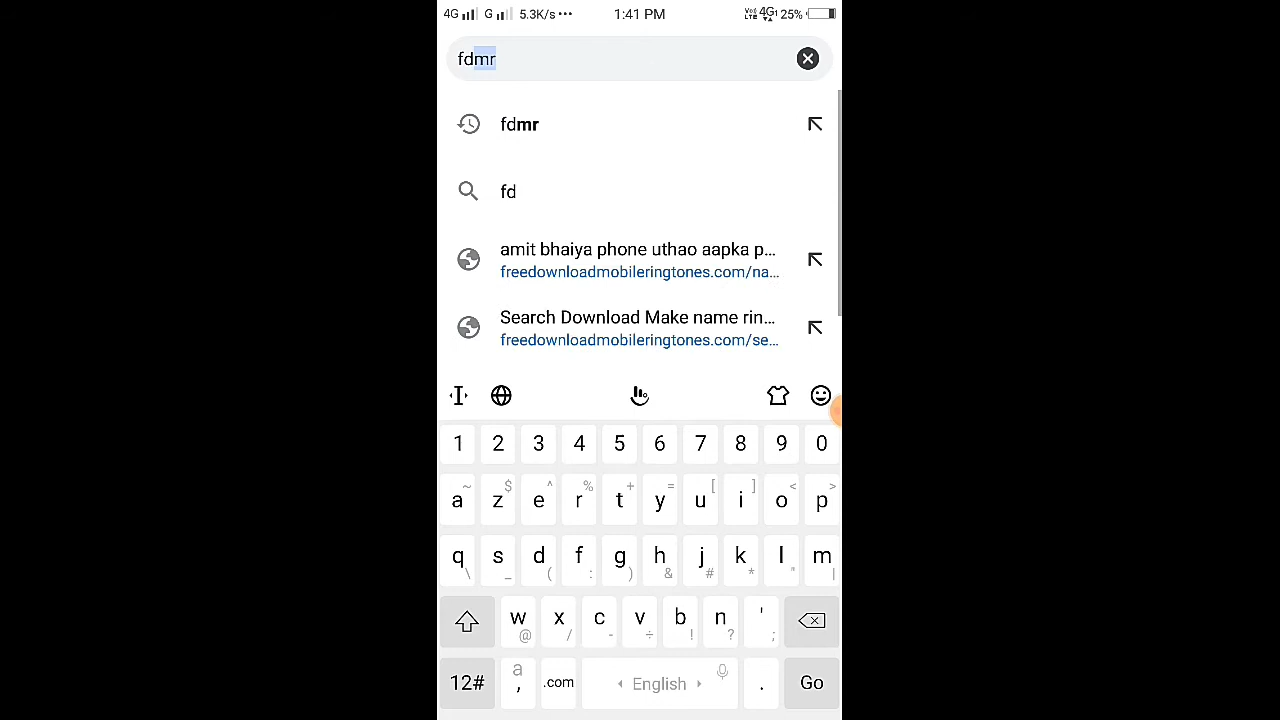 4G G 5.3K/s ••• 1:41 PM VoLTE 4G 25%
fdmr
fdmr
fd
amit bhaiya phone uthao aapka p...
freedownloadmobileringtones.com/na...
Search Download Make name rin...
freedownloadmobileringtones.com/se...
1 2 3 4 5 6 7 8 9 0
~ $ ^ % + = [ ] < >
a z e r t y u i o p
q s d f g h j k l m
\ _ ( : ) & # * " |
w x c v b n '
@ / - ÷ ! ? ;
12# a , .com English . Go